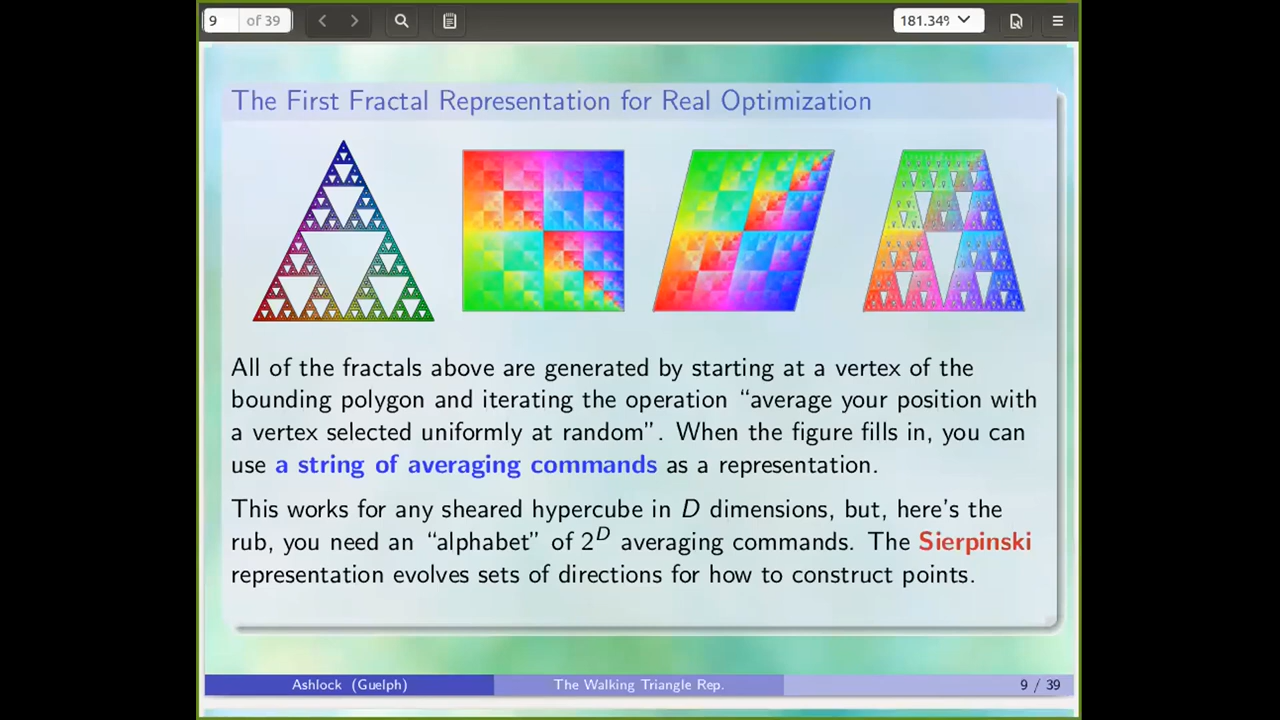 9 of 39 181.34%
The First Fractal Representation for Real Optimization
All of the fractals above are generated by starting at a vertex of the
bounding polygon and iterating the operation “average your position with
a vertex selected uniformly at random”. When the figure fills in, you can
use a string of averaging commands as a representation.
This works for any sheared hypercube in D dimensions, but, here’s the
rub, you need an “alphabet” of 2^D averaging commands. The Sierpinski
representation evolves sets of directions for how to construct points.
Ashlock (Guelph) The Walking Triangle Rep. 9 / 39